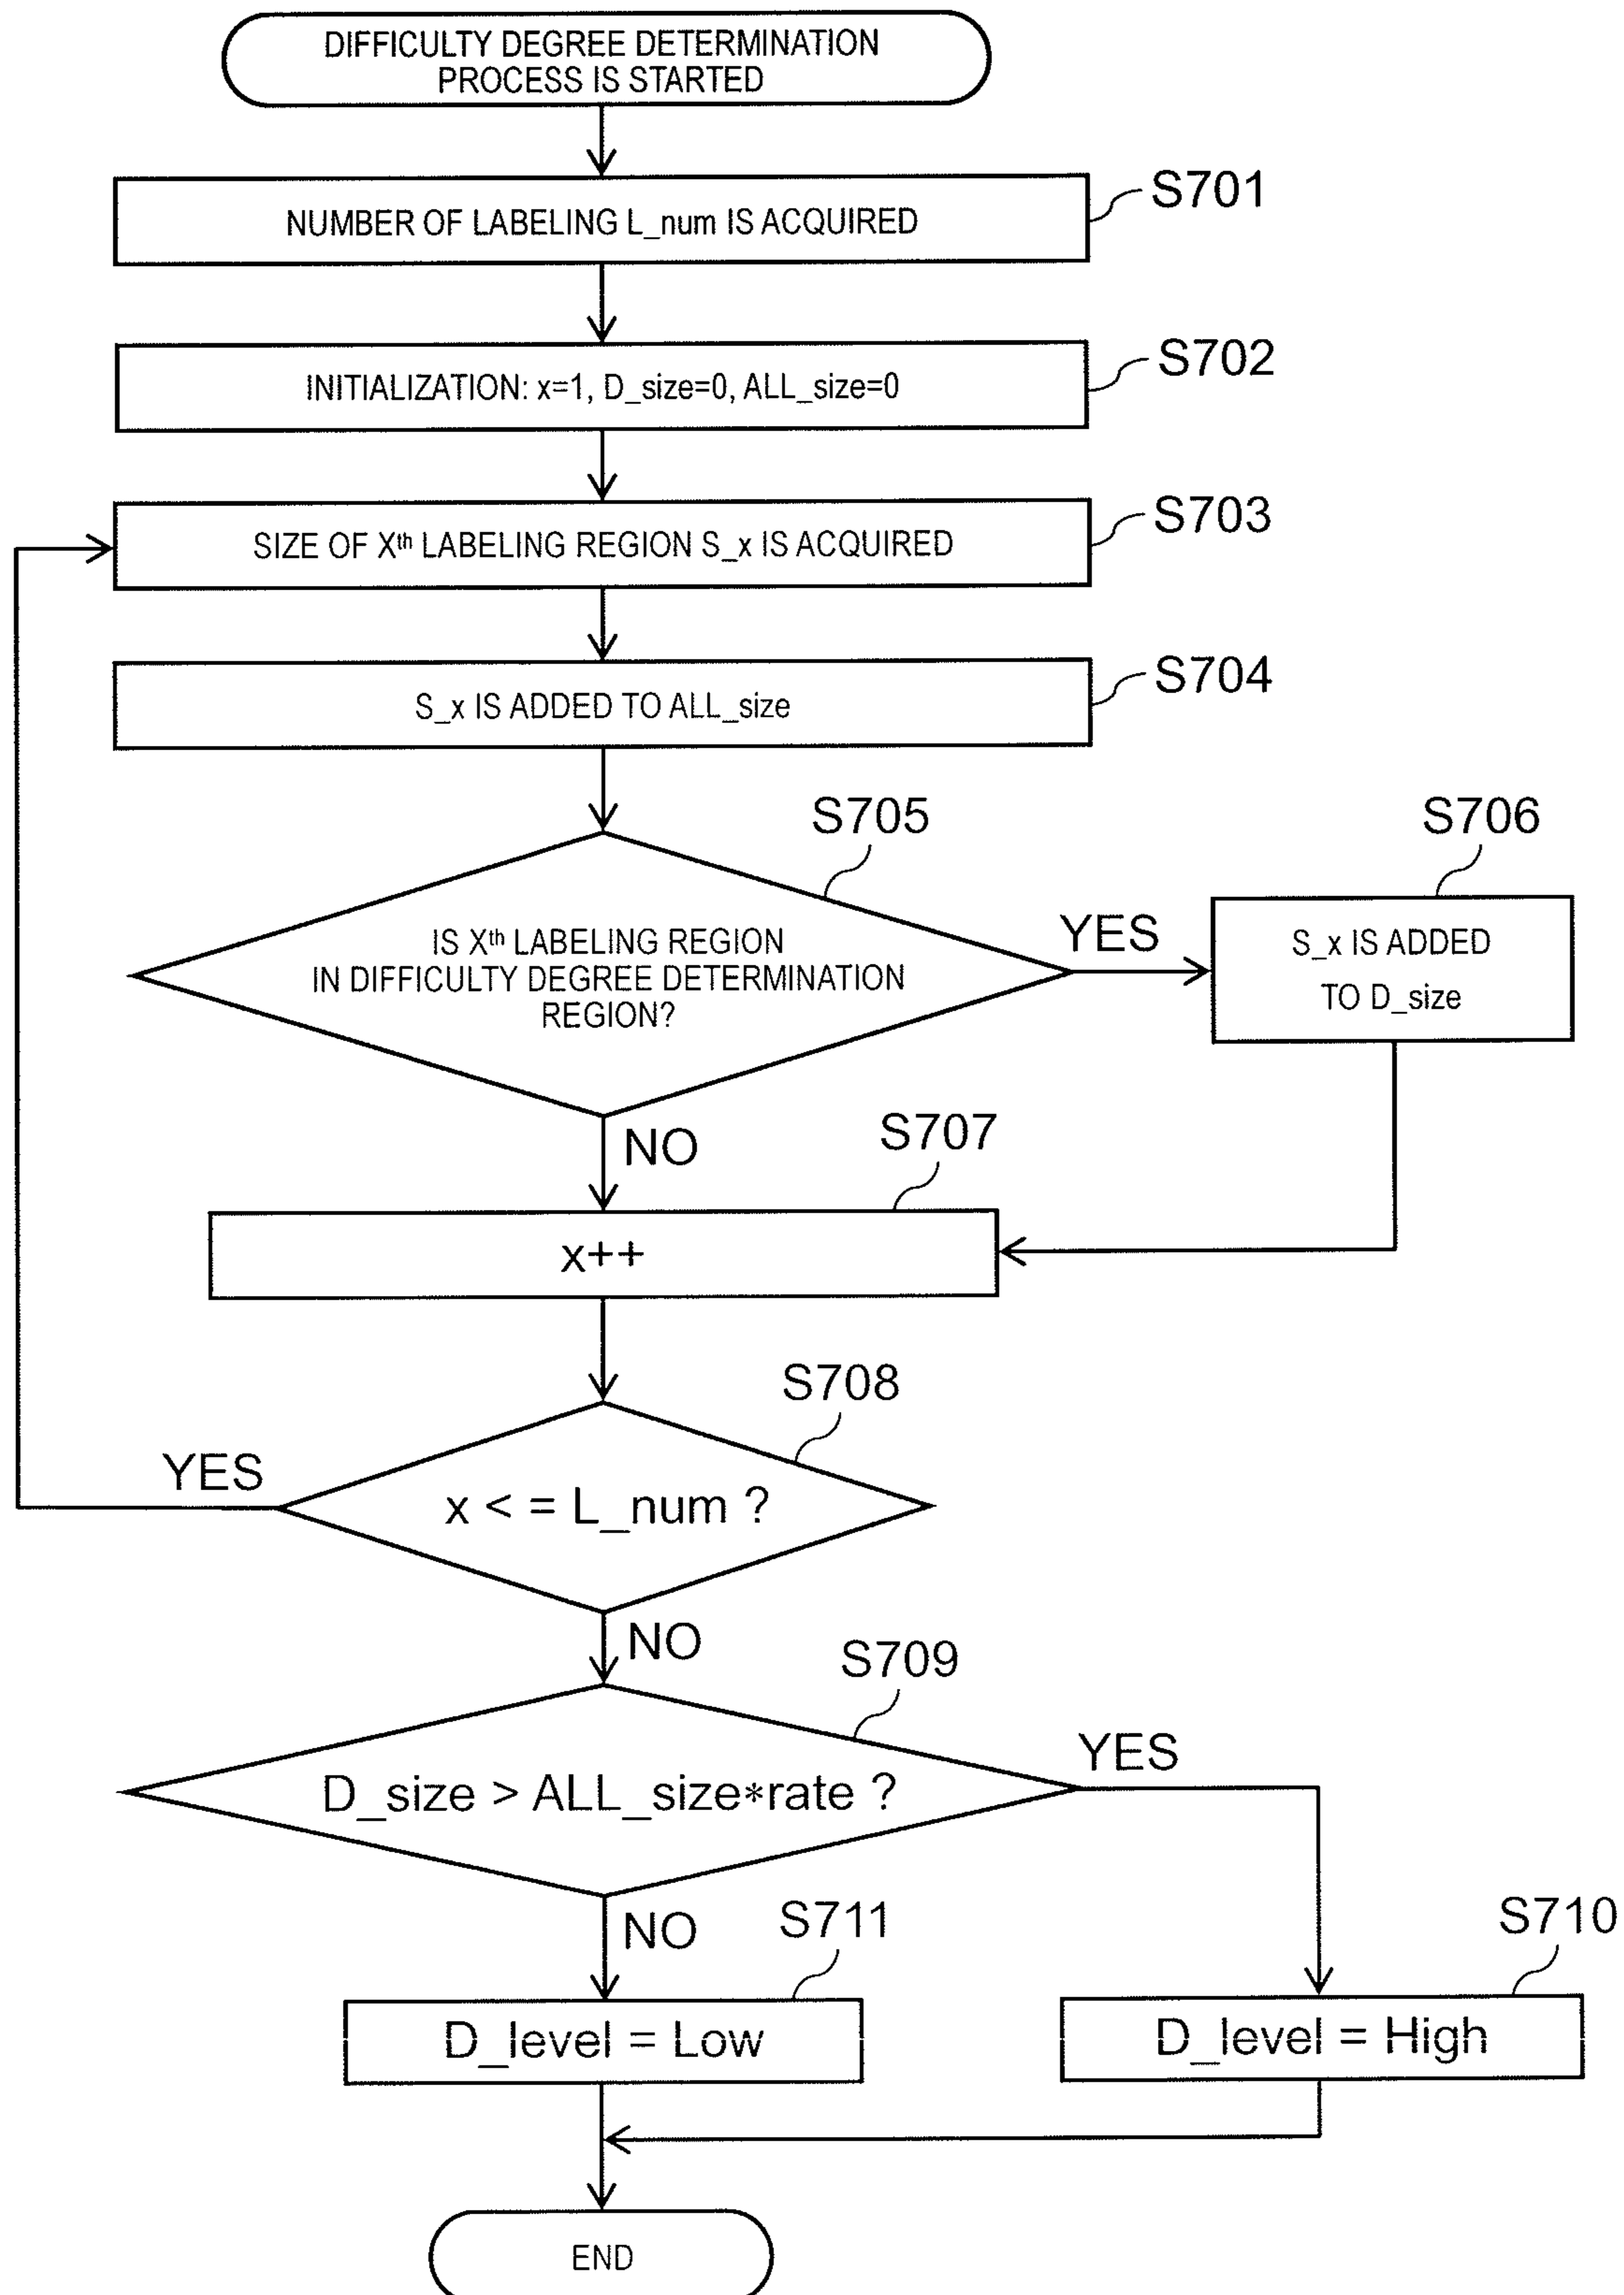 DIFFICULTY DEGREE DETERMINATION
PROCESS IS STARTED
NUMBER OF LABELING L_num IS ACQUIRED
S701
INITIALIZATION: x=1, D_size=0, ALL_size=0
S702
SIZE OF Xth LABELING REGION S_x IS ACQUIRED
S703
S_x IS ADDED TO ALL_size
S704
S705
IS Xth LABELING REGION
IN DIFFICULTY DEGREE DETERMINATION
REGION?
YES
S706
S_x IS ADDED
TO D_size
NO
S707
x++
S708
x < = L_num ?
YES
NO
S709
D_size > ALL_size*rate ?
YES
NO
S711
D_level = Low
S710
D_level = High
END